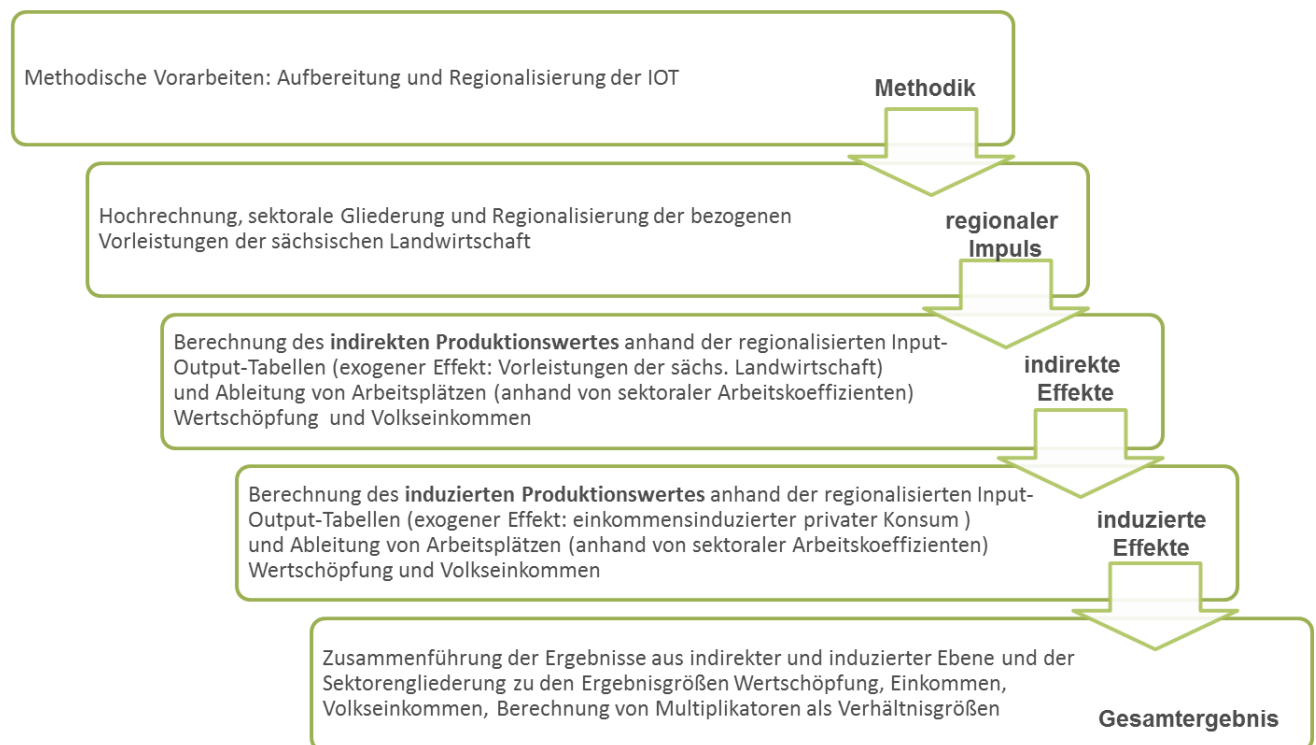 Methodische Vorarbeiten: Aufbereitung und Regionalisierung der IOT
Methodik
Hochrechnung, sektorale Gliederung und Regionalisierung der bezogenen
Vorleistungen der sächsischen Landwirtschaft
regionaler
Impuls
Berechnung des indirekten Produktionswertes anhand der regionalisierten Input-
Output-Tabellen (exogener Effekt: Vorleistungen der sächs. Landwirtschaft)
und Ableitung von Arbeitsplätzen (anhand von sektoraler Arbeitskoeffizienten)
Wertschöpfung und Volkseinkommen
indirekte
Effekte
Berechnung des induzierten Produktionswertes anhand der regionalisierten Input-
Output-Tabellen (exogener Effekt: einkommensinduzierter privater Konsum )
und Ableitung von Arbeitsplätzen (anhand von sektoraler Arbeitskoeffizienten)
Wertschöpfung und Volkseinkommen
induzierte
Effekte
Zusammenführung der Ergebnisse aus indirekter und induzierter Ebene und der
Sektorengliederung zu den Ergebnisgrößen Wertschöpfung, Einkommen,
Volkseinkommen, Berechnung von Multiplikatoren als Verhältnisgrößen
Gesamtergebnis